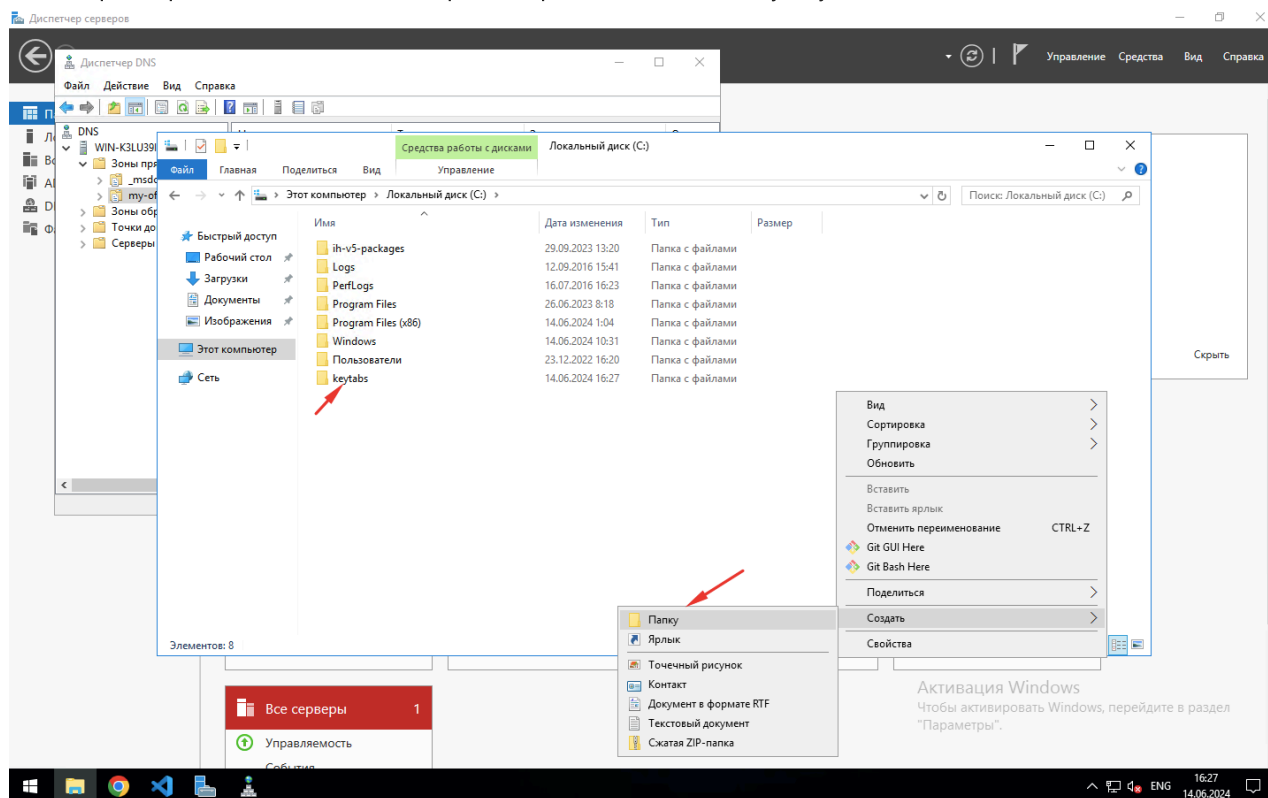 Диспетчер серверов
Управление Средства Вид Справка
Диспетчер DNS
Файл Действие Вид Справка
DNS
WIN-K3LU39
Зоны пр
_msdc
my-of
Зоны обр
Точки до
Серверы
Средства работы с дисками Локальный диск (C:)
Файл Главная Поделиться Вид Управление
Этот компьютер > Локальный диск (C:) >
Поиск: Локальный диск (C:)
Имя Дата изменения Тип Размер
Быстрый доступ
Рабочий стол
Загрузки
Документы
Изображения
Этот компьютер
Сеть
ih-v5-packages 29.09.2023 13:20 Папка с файлами
Logs 12.09.2016 15:41 Папка с файлами
PerfLogs 16.07.2016 16:23 Папка с файлами
Program Files 26.06.2023 8:18 Папка с файлами
Program Files (x86) 14.06.2024 1:04 Папка с файлами
Windows 14.06.2024 10:31 Папка с файлами
Пользователи 23.12.2022 16:20 Папка с файлами
keytabs 14.06.2024 16:27 Папка с файлами
Скрыть
Вид
Сортировка
Группировка
Обновить
Вставить
Вставить ярлык
Отменить переименование CTRL+Z
Git GUI Here
Git Bash Here
Поделиться
Создать
Свойства
Папку
Ярлык
Точечный рисунок
Контакт
Документ в формате RTF
Текстовый документ
Сжатая ZIP-папка
Элементов: 8
Все серверы 1
Управляемость
События
Активация Windows
Чтобы активировать Windows, перейдите в раздел
"Параметры".
ENG
16:27
14.06.2024